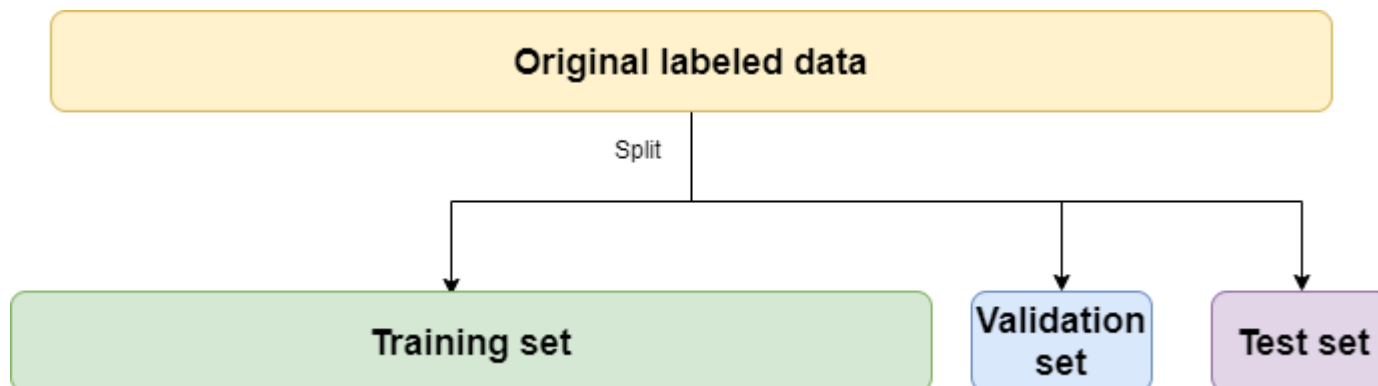 Original labeled data
Split
Training set
Validation
set
Test set